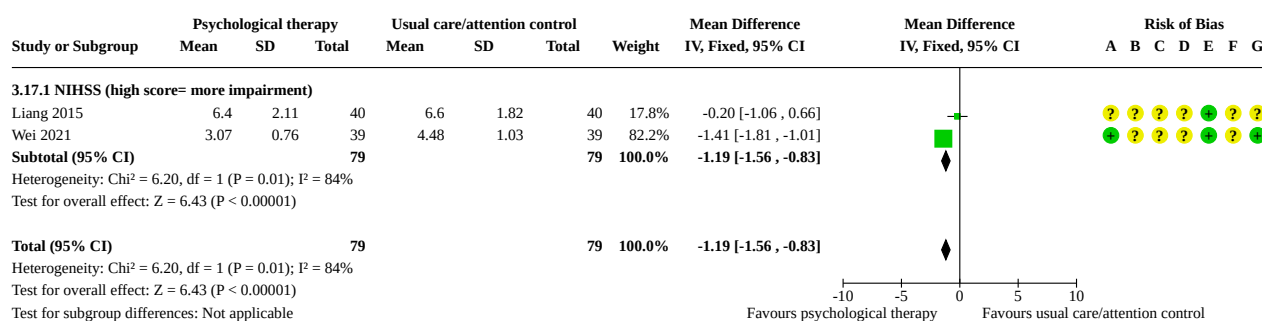 Psychological therapy Usual care/attention control Mean Difference Mean Difference Risk of Bias
Study or Subgroup Mean SD Total Mean SD Total Weight IV, Fixed, 95% CI IV, Fixed, 95% CI A B C D E F G
3.17.1 NIHSS (high score= more impairment)
Liang 2015 6.4 2.11 40 6.6 1.82 40 17.8% -0.20 [-1.06 , 0.66] ? ? ? ? + ? ?
Wei 2021 3.07 0.76 39 4.48 1.03 39 82.2% -1.41 [-1.81 , -1.01] + ? ? ? + ? +
Subtotal (95% CI) 79 79 100.0% -1.19 [-1.56 , -0.83]
Heterogeneity: Chi² = 6.20, df = 1 (P = 0.01); I² = 84%
Test for overall effect: Z = 6.43 (P < 0.00001)
Total (95% CI) 79 79 100.0% -1.19 [-1.56 , -0.83]
Heterogeneity: Chi² = 6.20, df = 1 (P = 0.01); I² = 84%
Test for overall effect: Z = 6.43 (P < 0.00001)
-10 -5 0 5 10
Test for subgroup differences: Not applicable Favours psychological therapy Favours usual care/attention control